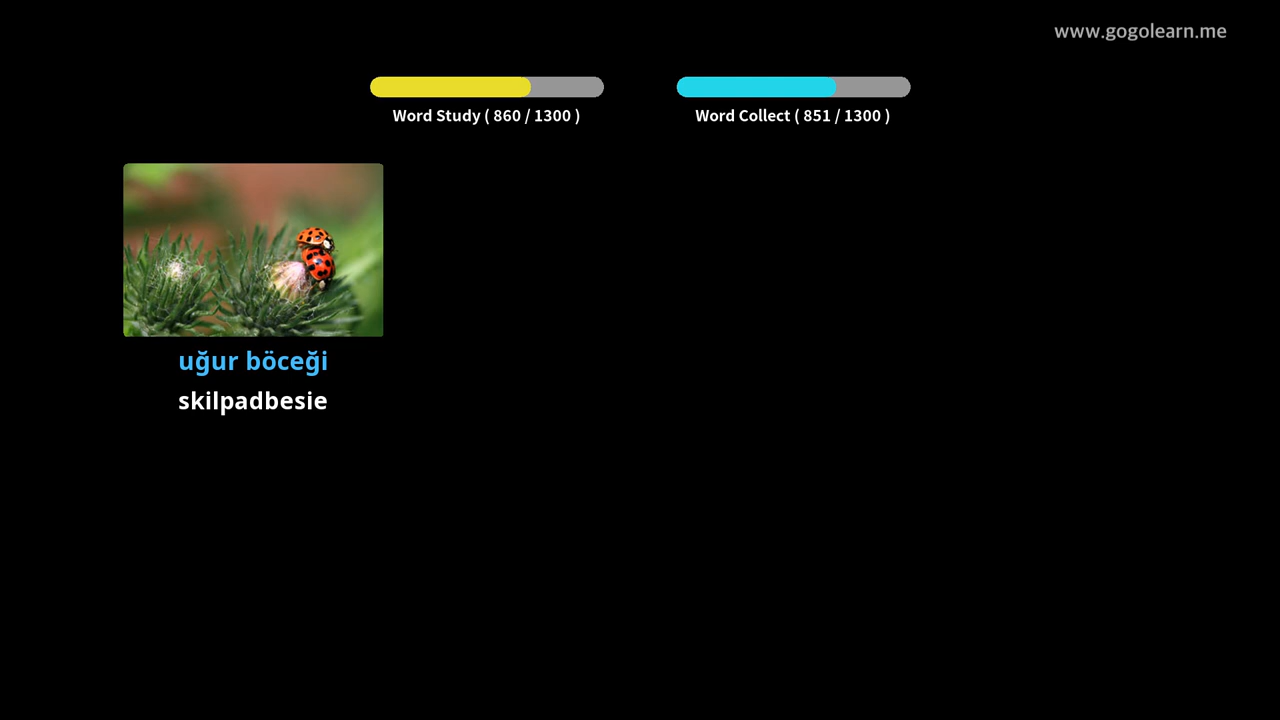 www.gogolearn.me
Word Study ( 860 / 1300 )
Word Collect ( 851 / 1300 )
uğur böceği
skilpadbesie